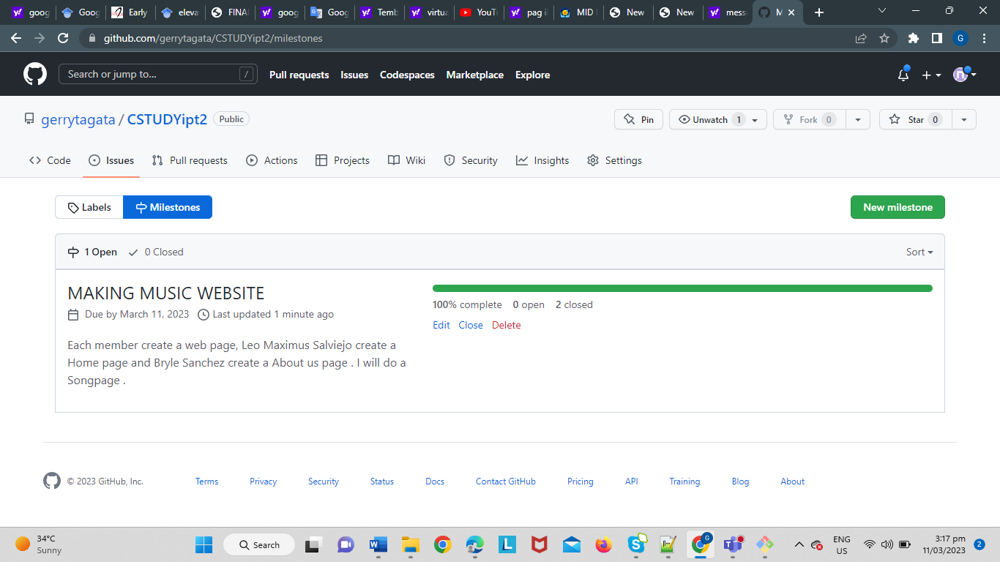 goog
Goog
Early
eleva
FINAL
goog
Goog
Temb
virtua
YouTu
pag il
MID
New
New
mess
M
github.com/gerrytagata/CSTUDYipt2/milestones
G
Search or jump to... /
Pull requests Issues Codespaces Marketplace Explore
gerrytagata / CSTUDYipt2 Public
Pin Unwatch 1 Fork 0 Star 0
Code Issues Pull requests Actions Projects Wiki Security Insights Settings
Labels Milestones New milestone
1 Open 0 Closed Sort
MAKING MUSIC WEBSITE
Due by March 11, 2023 Last updated 1 minute ago
100% complete 0 open 2 closed
Edit Close Delete
Each member create a web page, Leo Maximus Salviejo create a
Home page and Bryle Sanchez create a About us page . I will do a
Songpage .
© 2023 GitHub, Inc. Terms Privacy Security Status Docs Contact GitHub Pricing API Training Blog About
34°C
Sunny
Search
ENG
US
3:17 pm
11/03/2023
2